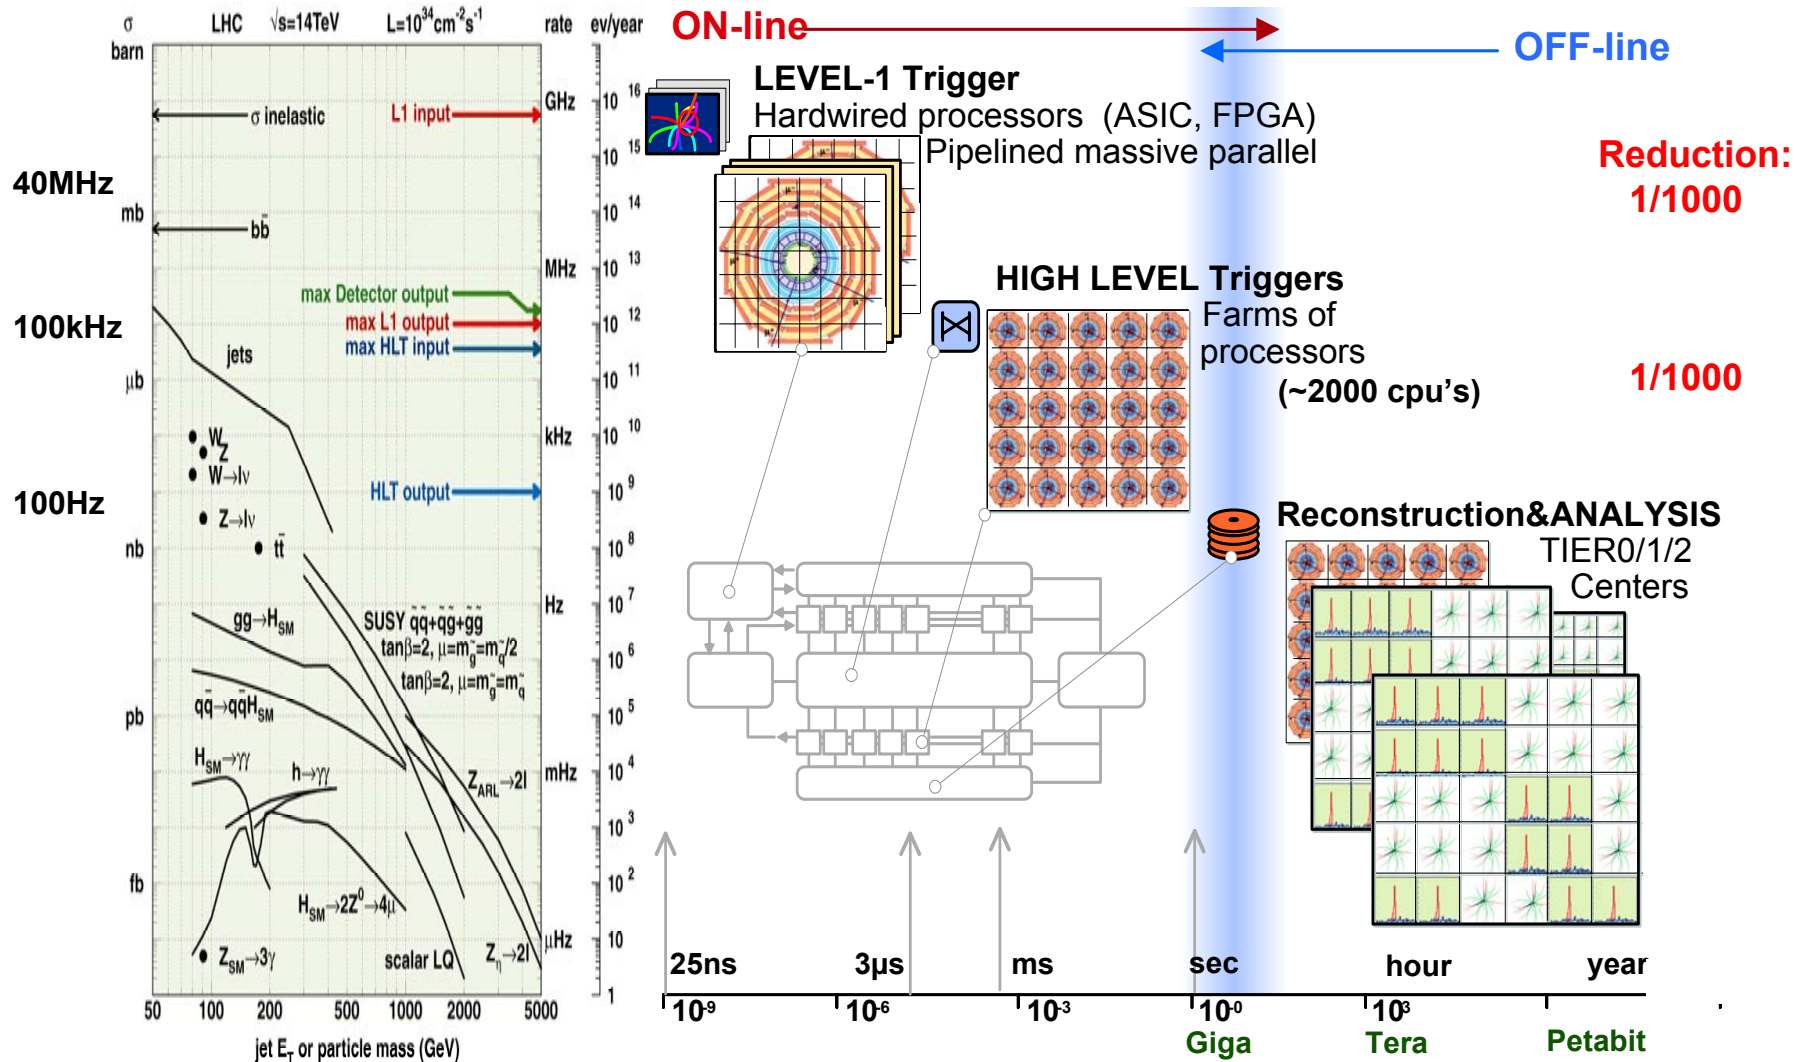 σ LHC √s=14TeV L=10³⁴cm⁻²s⁻¹ rate ev/year
barn
mb
μb
nb
pb
fb
GHz
MHz
kHz
Hz
mHz
μHz
10¹⁶
10¹⁵
10¹⁴
10¹³
10¹²
10¹¹
10¹⁰
10⁹
10⁸
10⁷
10⁶
10⁵
10⁴
10³
10²
10
1
40MHz
100kHz
100Hz
σ inelastic
L1 input
bb̄
max Detector output
max L1 output
max HLT input
jets
W
Z
W→lν
Z→lν
tt̄
HLT output
gg→H_SM
SUSY q̃q̃+q̃g̃+g̃g̃
tanβ=2, μ=m_g̃=m_q̃/2
tanβ=2, μ=m_g̃=m_q̃
qq̄→qq̄H_SM
H_SM→γγ
h→γγ
Z_ARL→2l
H_SM→2Z⁰→4μ
Z_SM→3γ
scalar LQ
Z_η→2l
50 100 200 500 1000 2000 5000
jet E_T or particle mass (GeV)
ON-line
OFF-line
LEVEL-1 Trigger
Hardwired processors (ASIC, FPGA)
Pipelined massive parallel
Reduction:
1/1000
HIGH LEVEL Triggers
Farms of
processors
(~2000 cpu's)
1/1000
Reconstruction&ANALYSIS
TIER0/1/2
Centers
25ns 3μs ms sec hour year
10⁻⁹ 10⁻⁶ 10⁻³ 10⁻⁰ 10³
Giga Tera Petabit